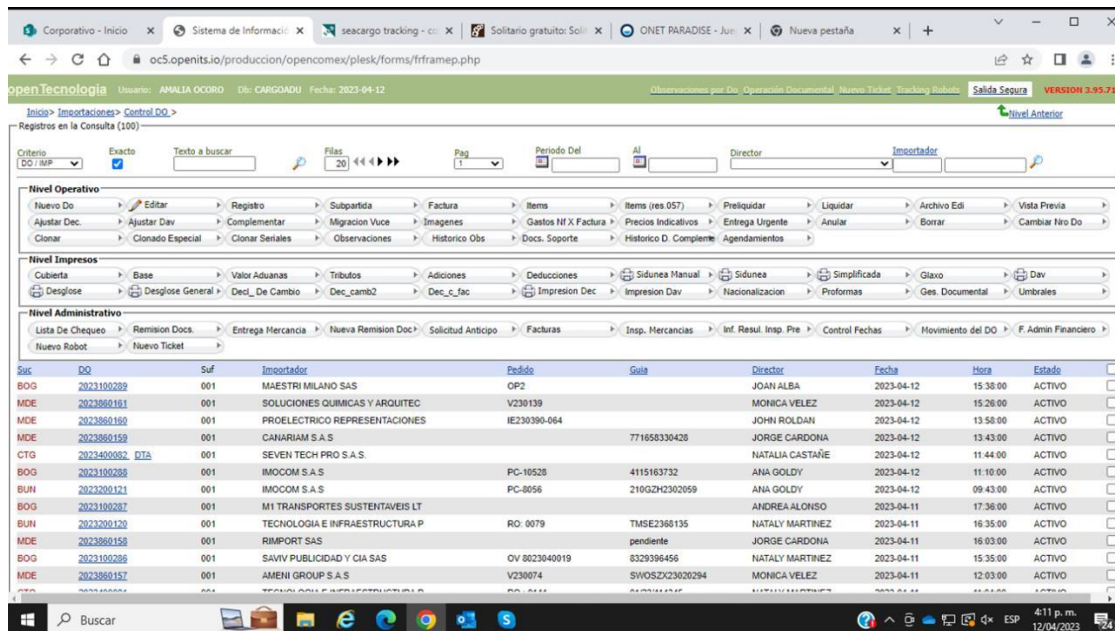 Corporativo - Inicio
Sistema de Informació
seacargo tracking - co
Solitario gratuito: Soli
ONET PARADISE - Jue
Nueva pestaña
oc5.openits.io/produccion/opencomex/plesk/forms/frframep.php
openTecnologia Usuario: AMALIA OCORO Db: CARGOADU Fecha: 2023-04-12 Observaciones por Do Operación Documental Nuevo Ticket Tracking Robots Salida Segura VERSION 3.95.71
Inicio> Importaciones> Control DO > Nivel Anterior
Registros en la Consulta (100)
Criterio Exacto Texto a buscar Filas Pag Periodo Del Al Director Importador
DO / IMP 20 1
Nivel Operativo
Nuevo Do Editar Registro Subpartida Factura Items Items (res.057) Preliquidar Liquidar Archivo Edi Vista Previa
Ajustar Dec. Ajustar Dav Complementar Migracion Vuce Imagenes Gastos Nf X Factura Precios Indicativos Entrega Urgente Anular Borrar Cambiar Nro Do
Clonar Clonado Especial Clonar Seriales Observaciones Historico Obs Docs. Soporte Historico D. Compleme Agendamientos
Nivel Impresos
Cubierta Base Valor Aduanas Tributos Adiciones Deducciones Sidunea Manual Sidunea Simplificada Glaxo Dav
Desglose Desglose General Decl_ De Cambio Dec_camb2 Dec_c_fac Impresion Dec Impresion Dav Nacionalizacion Proformas Ges. Documental Umbrales
Nivel Administrativo
Lista De Chequeo Remision Docs. Entrega Mercancia Nueva Remision Doc Solicitud Anticipo Facturas Insp. Mercancias Inf. Resul. Insp. Pre Control Fechas Movimiento del DO F. Admin Financiero
Nuevo Robot Nuevo Ticket
Suc DO Suf Importador Pedido Guia Director Fecha Hora Estado
BOG 2023100289 001 MAESTRI MILANO SAS OP2 JOAN ALBA 2023-04-12 15:38:00 ACTIVO
MDE 2023860161 001 SOLUCIONES QUIMICAS Y ARQUITEC V230139 MONICA VELEZ 2023-04-12 15:26:00 ACTIVO
MDE 2023860160 001 PROELECTRICO REPRESENTACIONES IE230390-064 JOHN ROLDAN 2023-04-12 13:58:00 ACTIVO
MDE 2023860159 001 CANARIAM S.A.S 771658330428 JORGE CARDONA 2023-04-12 13:43:00 ACTIVO
CTG 2023400082 DTA 001 SEVEN TECH PRO S.A.S. NATALIA CASTAÑE 2023-04-12 11:44:00 ACTIVO
BOG 2023100288 001 IMOCOM S.A.S PC-10528 4115163732 ANA GOLDY 2023-04-12 11:10:00 ACTIVO
BUN 2023200121 001 IMOCOM S.A.S PC-8056 210GZH2302059 ANA GOLDY 2023-04-12 09:43:00 ACTIVO
BOG 2023100287 001 M1 TRANSPORTES SUSTENTAVEIS LT ANDREA ALONSO 2023-04-11 17:36:00 ACTIVO
BUN 2023200120 001 TECNOLOGIA E INFRAESTRUCTURA P RO: 0079 TMSE2368135 NATALY MARTINEZ 2023-04-11 16:35:00 ACTIVO
MDE 2023860158 001 RIMPORT SAS pendiente JORGE CARDONA 2023-04-11 16:03:00 ACTIVO
BOG 2023100286 001 SAVIV PUBLICIDAD Y CIA SAS OV 8023040019 8329396456 NATALY MARTINEZ 2023-04-11 15:35:00 ACTIVO
MDE 2023860157 001 AMENI GROUP S.A.S V230074 SWOSZX23020294 MONICA VELEZ 2023-04-11 12:03:00 ACTIVO
Buscar
ESP
4:11 p. m.
12/04/2023
24